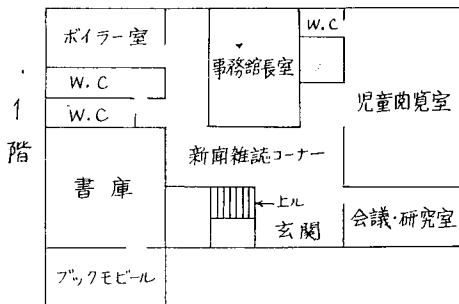 1階
ボイラー室
W.C
W.C
書庫
ブックモビール
事務館長室
W.C
児童閲覧室
新聞雑誌コーナー
上ル
玄関
会議・研究室